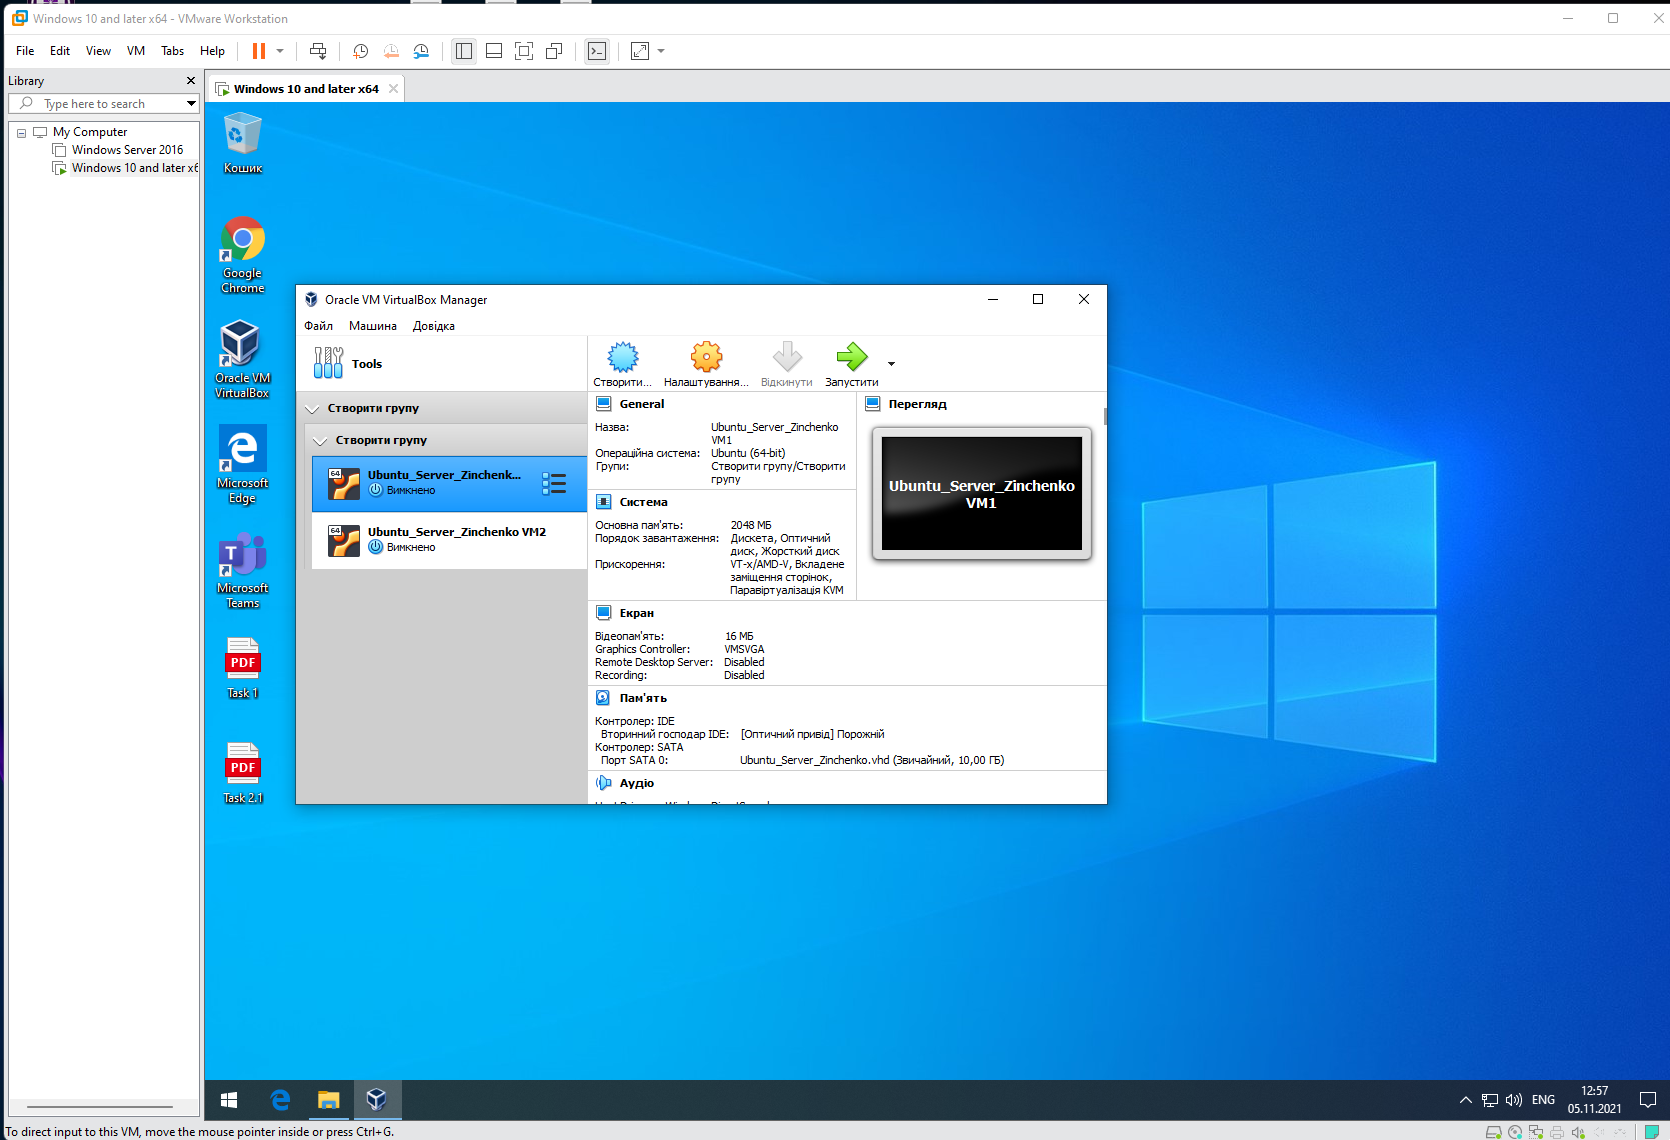 Windows 10 and later x64 - VMware Workstation
File Edit View VM Tabs Help
Library
Type here to search
My Computer
Windows Server 2016
Windows 10 and later x6
Windows 10 and later x64
Кошик
Google
Chrome
Oracle VM
VirtualBox
Microsoft
Edge
Microsoft
Teams
PDF
Task 1
PDF
Task 2.1
Oracle VM VirtualBox Manager
Файл Машина Довідка
Tools
Створити... Налаштування... Відкинути Запустити
Створити групу
Створити групу
64
Ubuntu_Server_Zinchenk...
Вимкнено
64
Ubuntu_Server_Zinchenko VM2
Вимкнено
General
Назва: Ubuntu_Server_Zinchenko
VM1
Операційна система: Ubuntu (64-bit)
Групи: Створити групу/Створити
групу
Система
Основна пам'ять: 2048 МБ
Порядок завантаження: Дискета, Оптичний
диск, Жорсткий диск
Прискорення: VT-x/AMD-V, Вкладене
заміщення сторінок,
Паравіртуалізація KVM
Перегляд
Ubuntu_Server_Zinchenko
VM1
Екран
Відеопам'ять: 16 МБ
Graphics Controller: VMSVGA
Remote Desktop Server: Disabled
Recording: Disabled
Пам'ять
Контролер: IDE
Вторинний господар IDE: [Оптичний привід] Порожній
Контролер: SATA
Порт SATA 0: Ubuntu_Server_Zinchenko.vhd (Звичайний, 10,00 ГБ)
Аудіо
ENG
12:57
05.11.2021
To direct input to this VM, move the mouse pointer inside or press Ctrl+G.